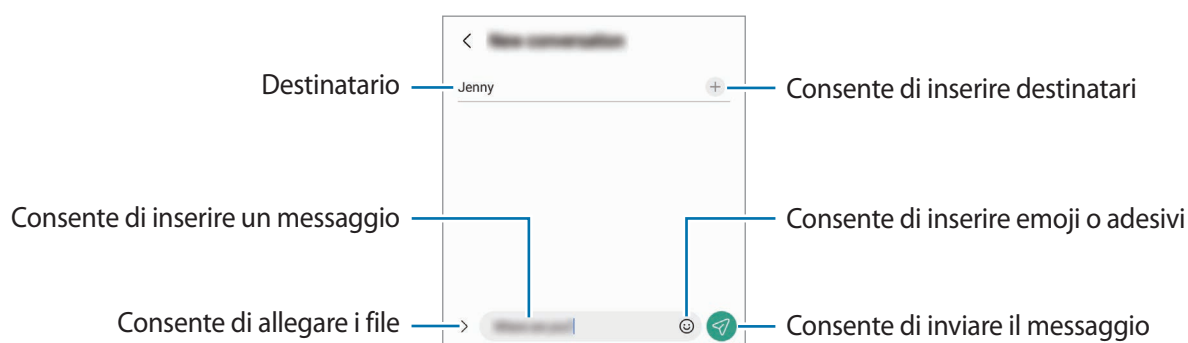 Destinatario
Jenny
Consente di inserire destinatari
Consente di inserire un messaggio
Consente di inserire emoji o adesivi
Consente di allegare i file
Consente di inviare il messaggio